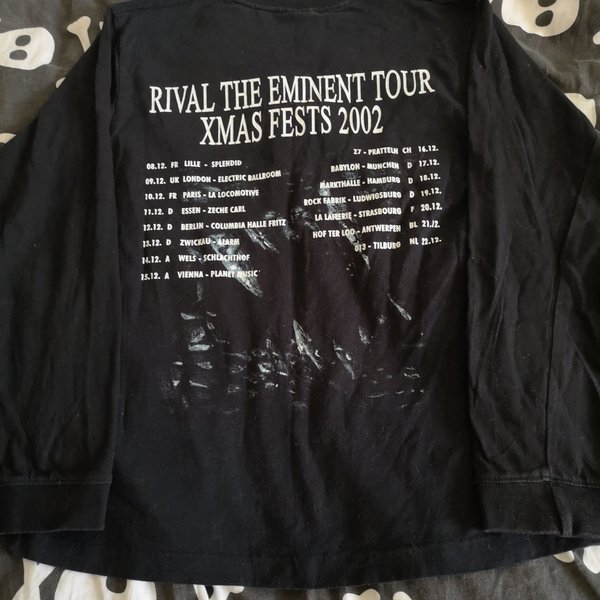 RIVAL THE EMINENT TOUR
XMAS FESTS 2002
08.12. FR LILLE - SPLENDID
09.12. UK LONDON - ELECTRIC BALLROOM
10.12. FR PARIS - LA LOCOMOTIVE
11.12. D ESSEN - ZECHE CARL
12.12. D BERLIN - COLUMBIA HALLE FRITZ
13.12. D ZWICKAU - ALARM
14.12. A WELS - SCHLACHTHOF
15.12. A VIENNA - PLANET MUSIC
Z7 - PRATTELN CH 16.12.
BABYLON - MUNCHEN D 17.12.
MARKTHALLE - HAMBURG D 18.12.
ROCK FABRIK - LUDWIGSBURG D 19.12.
LA LAITERIE - STRASBOURG F 20.12.
HOF TER LOO - ANTWERPEN BL 21.12.
013 - TILBURG NL 22.12.